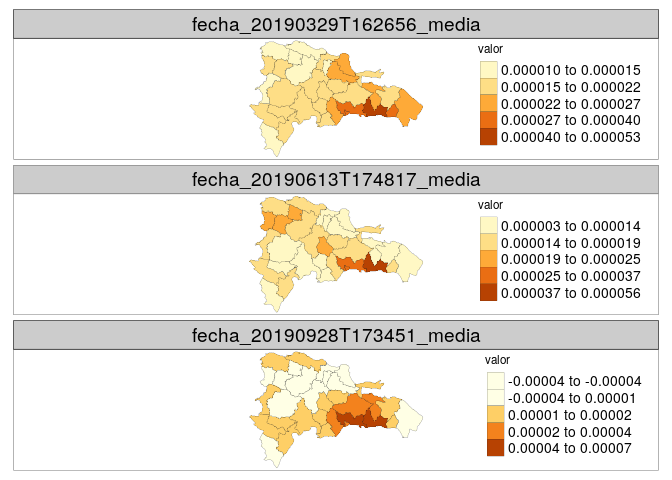 fecha_20190329T162656_media
valor
0.000010 to 0.000015
0.000015 to 0.000022
0.000022 to 0.000027
0.000027 to 0.000040
0.000040 to 0.000053
fecha_20190613T174817_media
valor
0.000003 to 0.000014
0.000014 to 0.000019
0.000019 to 0.000025
0.000025 to 0.000037
0.000037 to 0.000056
fecha_20190928T173451_media
valor
-0.00004 to -0.00004
-0.00004 to 0.00001
0.00001 to 0.00002
0.00002 to 0.00004
0.00004 to 0.00007